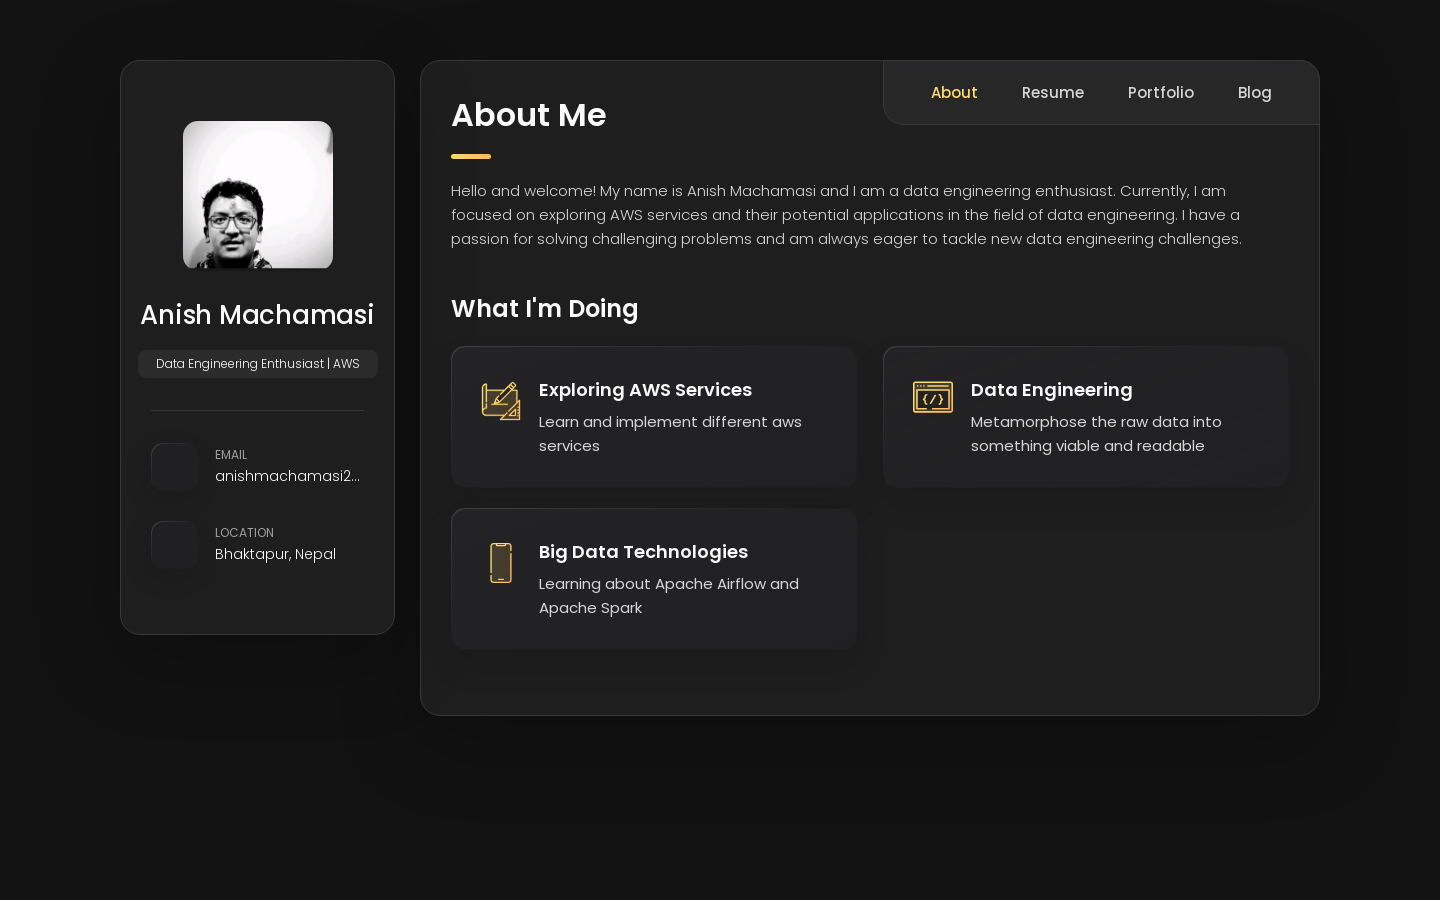 Anish Machamasi
Data Engineering Enthusiast | AWS
EMAIL
anishmachamasi2...
LOCATION
Bhaktapur, Nepal
About
Resume
Portfolio
Blog
About Me
Hello and welcome! My name is Anish Machamasi and I am a data engineering enthusiast. Currently, I am
focused on exploring AWS services and their potential applications in the field of data engineering. I have a
passion for solving challenging problems and am always eager to tackle new data engineering challenges.
What I'm Doing
Exploring AWS Services
Learn and implement different aws
services
Data Engineering
Metamorphose the raw data into
something viable and readable
Big Data Technologies
Learning about Apache Airflow and
Apache Spark